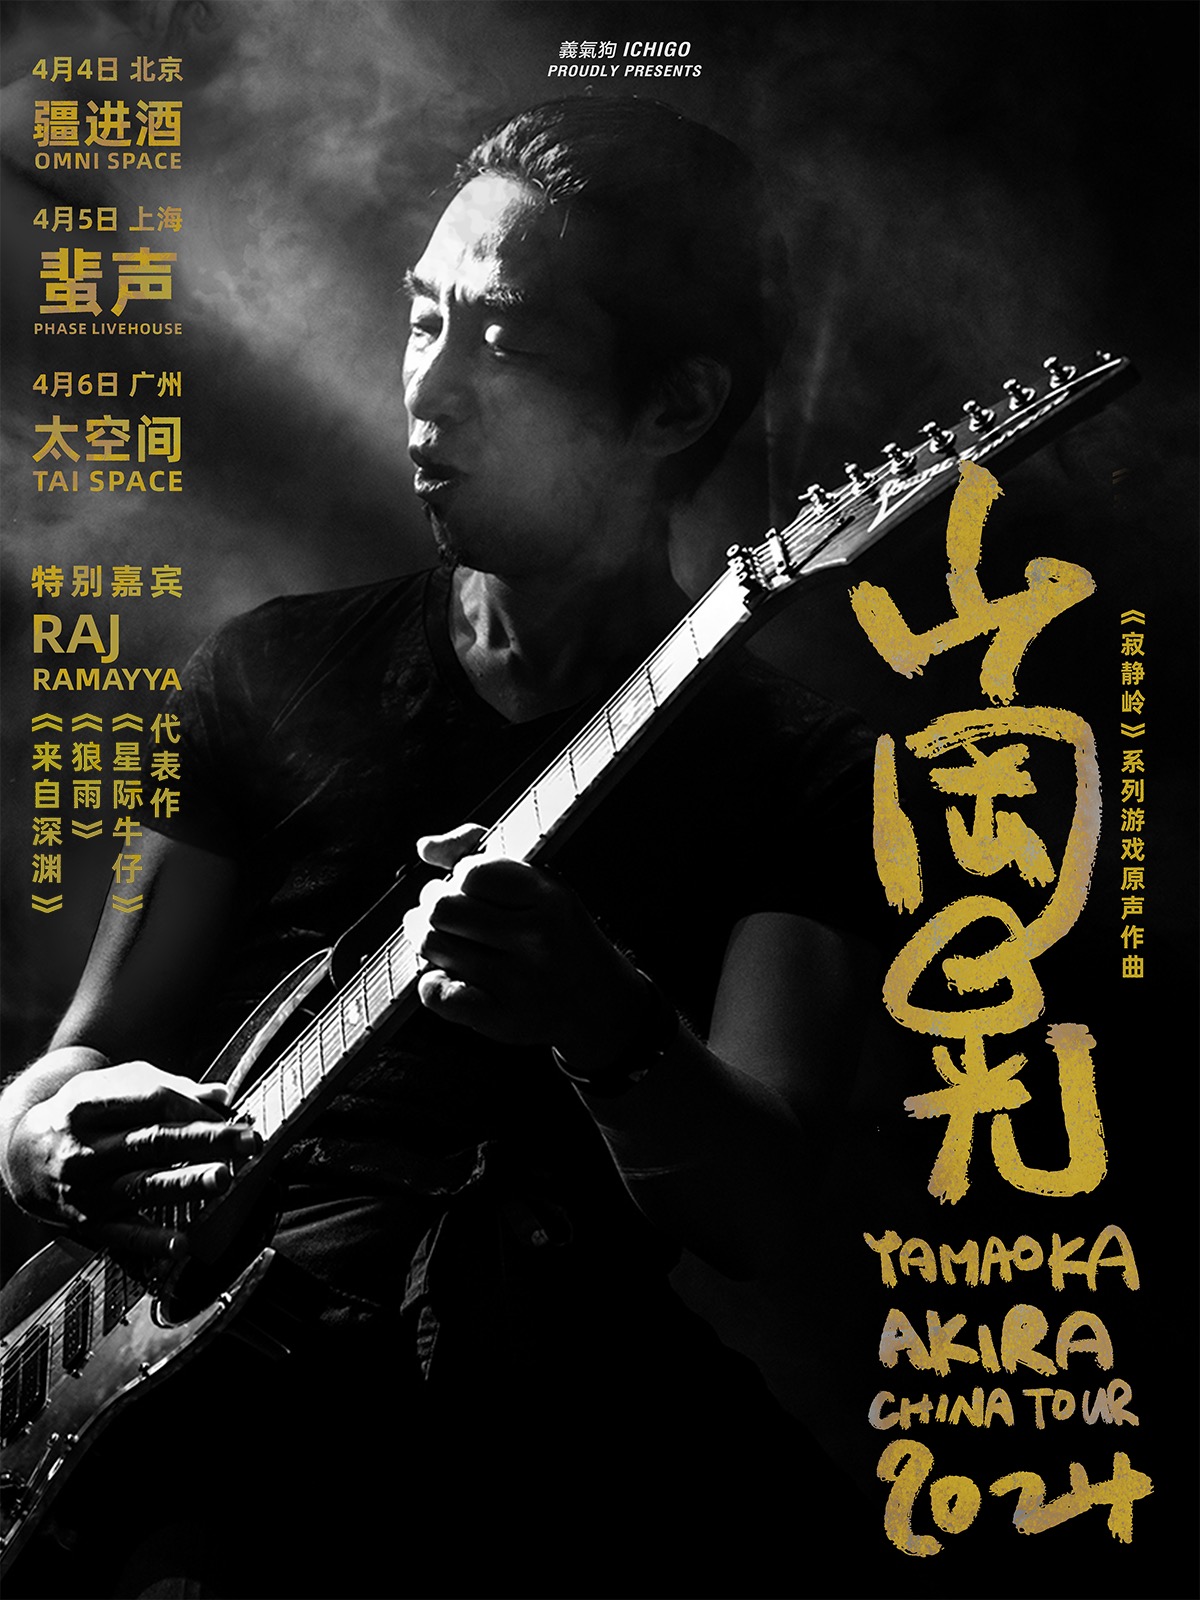 義氣狗 ICHIGO
PROUDLY PRESENTS
4月4日 北京
疆进酒
OMNI SPACE
4月5日 上海
蜚声
PHASE LIVEHOUSE
4月6日 广州
太空间
TAI SPACE
特别嘉宾
RAJ
RAMAYYA
代表作
《星际牛仔》
《狼雨》
《来自深渊》
Ibanez
山岡晃
《寂静岭》系列游戏原声作曲
YAMAOKA
AKIRA
CHINA TOUR
2024